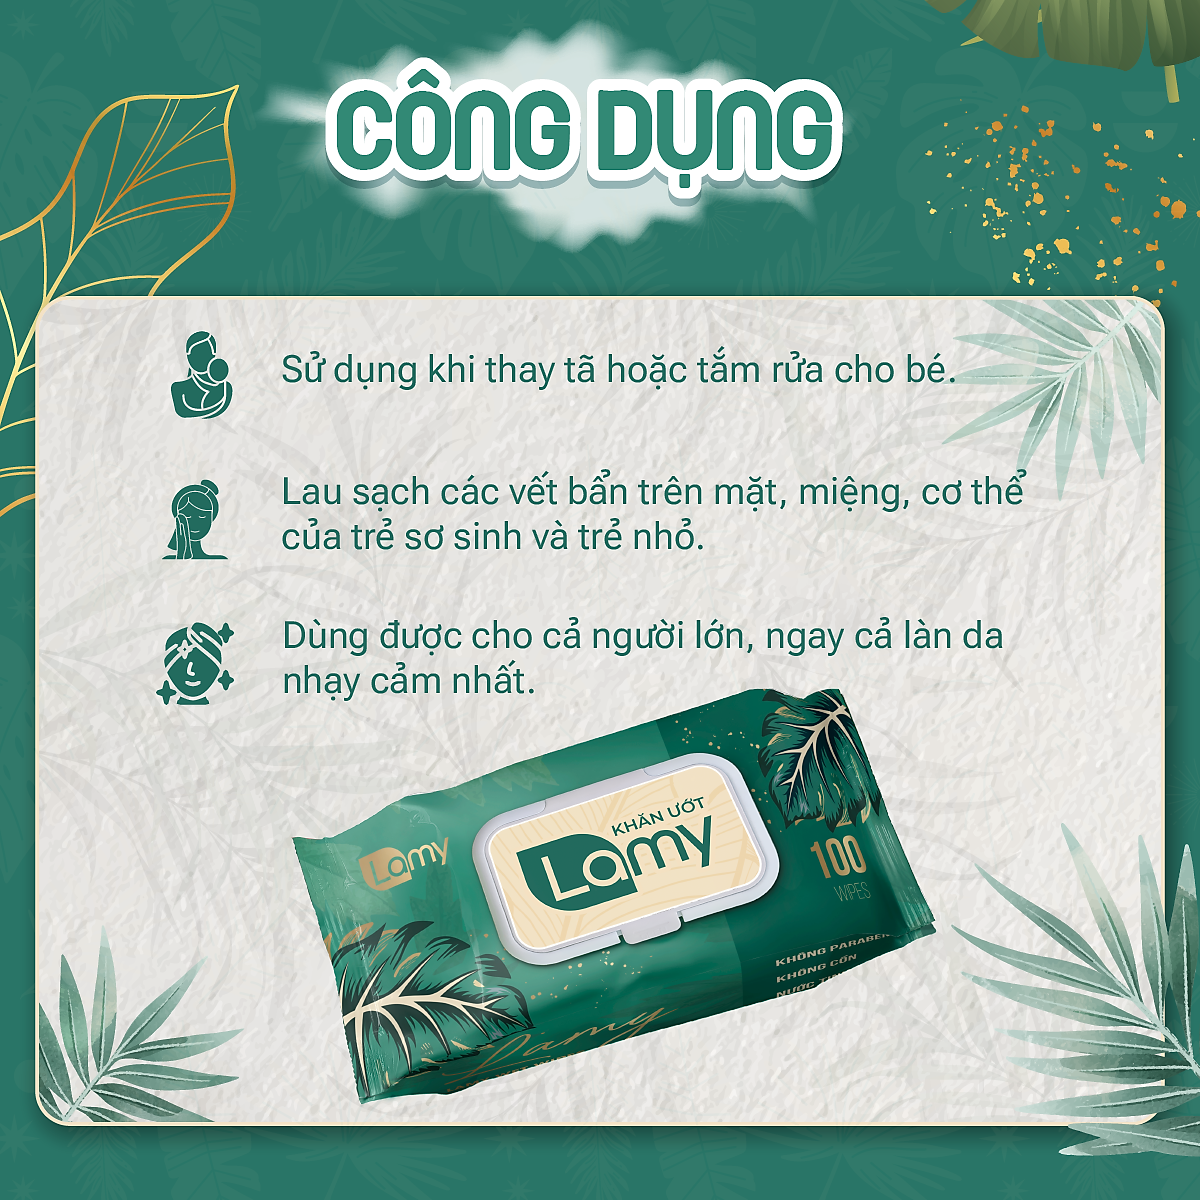 CÔNG DỤNG
Sử dụng khi thay tã hoặc tắm rửa cho bé.
Lau sạch các vết bẩn trên mặt, miệng, cơ thể
của trẻ sơ sinh và trẻ nhỏ.
Dùng được cho cả người lớn, ngay cả làn da
nhạy cảm nhất.
KHĂN ƯỚT
Lamy
Lamy
100
WIPES
KHÔNG PARABEN
KHÔNG CỒN
NƯỚC
Lamy